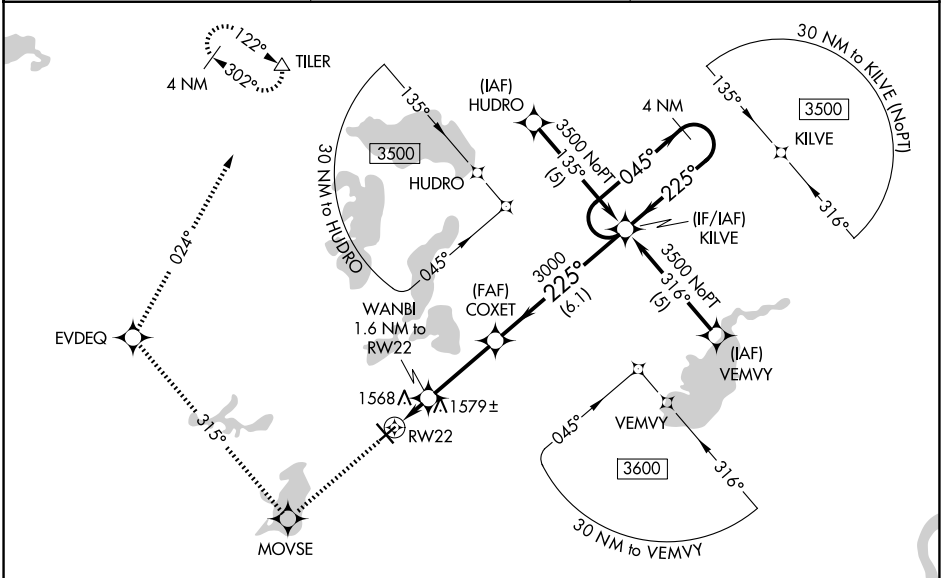 122°
302°
4 NM
TILER
135°
3500
30 NM to HUDRO
HUDRO
045°
(IAF)
HUDRO
3500 NoPT
135°
(5)
4 NM
045°
225°
(IF/IAF)
KILVE
30 NM to KILVE (NoPT)
135°
3500
KILVE
316°
3000
225°
(6.1)
3500 NoPT
316°
(5)
(IAF)
VEMVY
(FAF)
COXET
WANBI
1.6 NM to
RW22
1568
1579±
RW22
024°
EVDEQ
315°
MOVSE
045°
VEMVY
3600
316°
30 NM to VEMVY